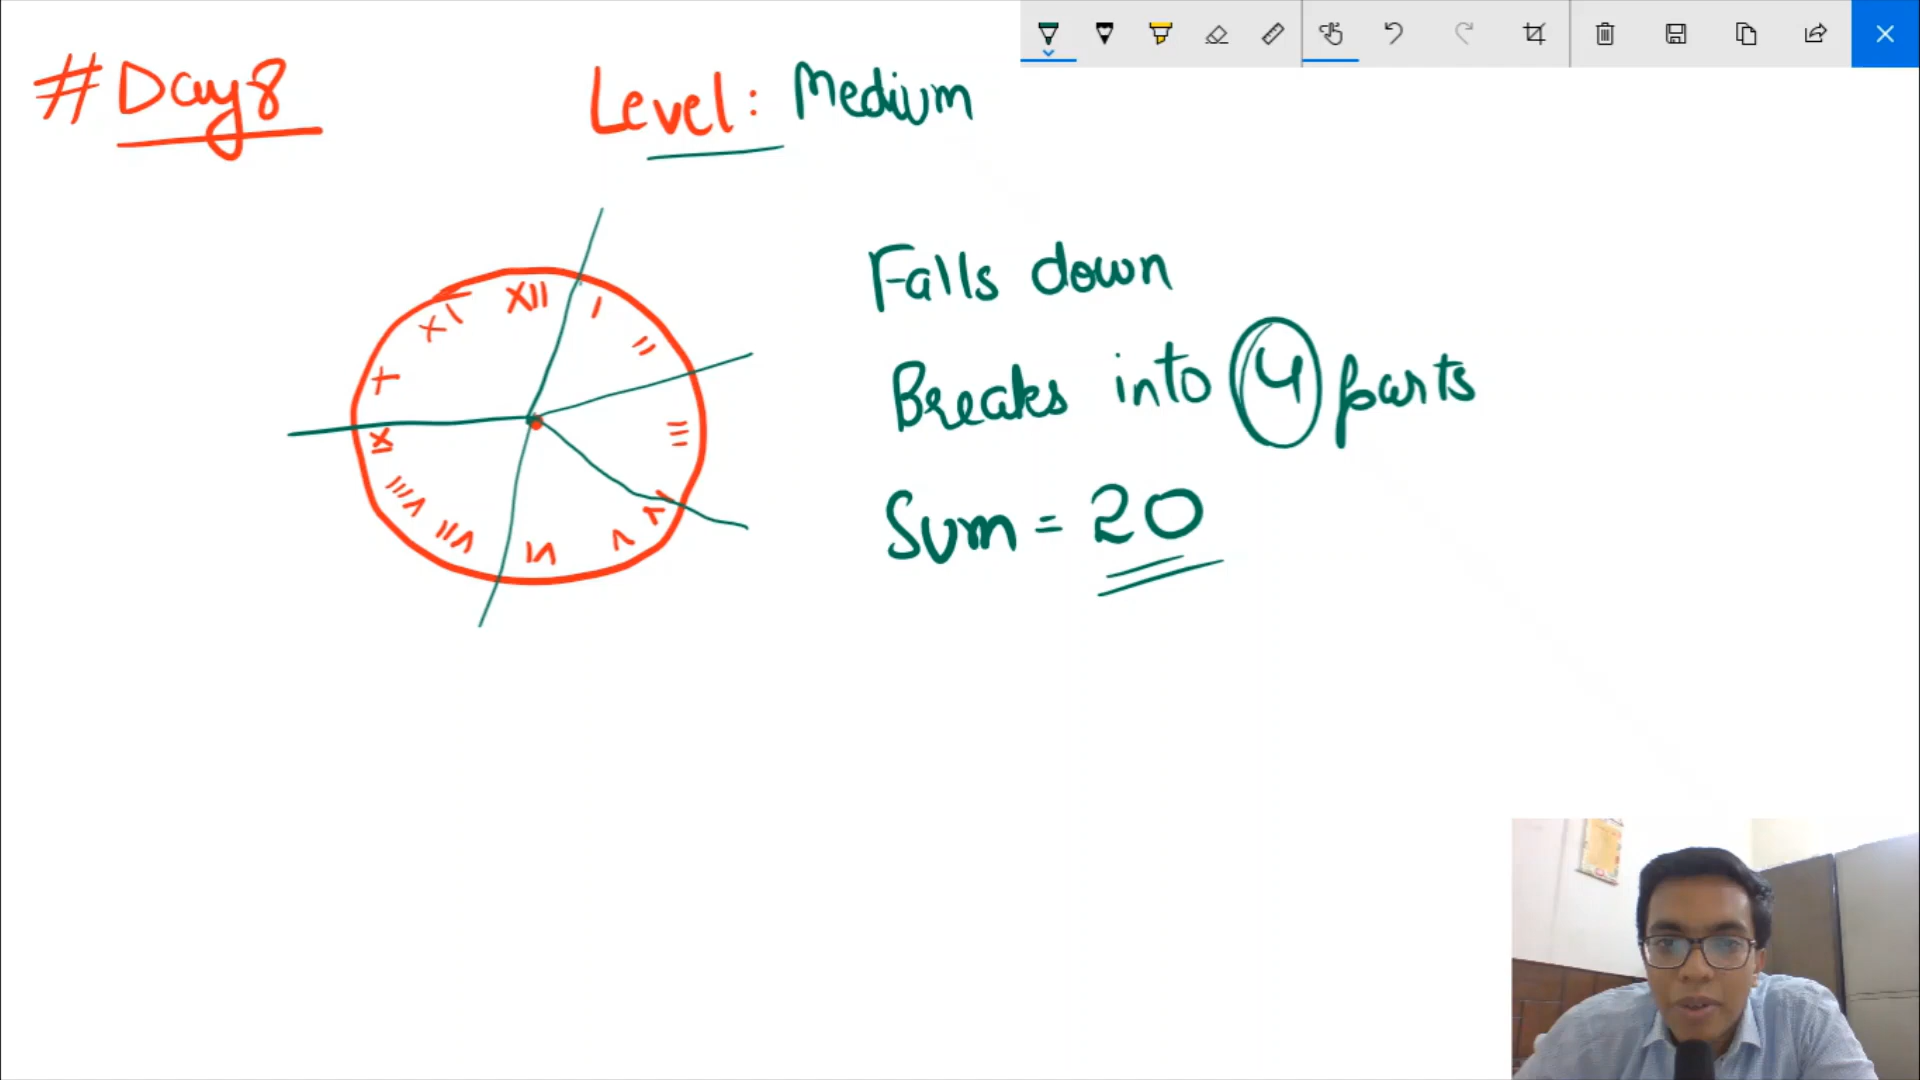 #Day8
Level: Medium
XII
I
II
III
IV
V
VI
VII
VIII
IX
X
XI
Falls down
Breaks into 4 parts
Sum = 20